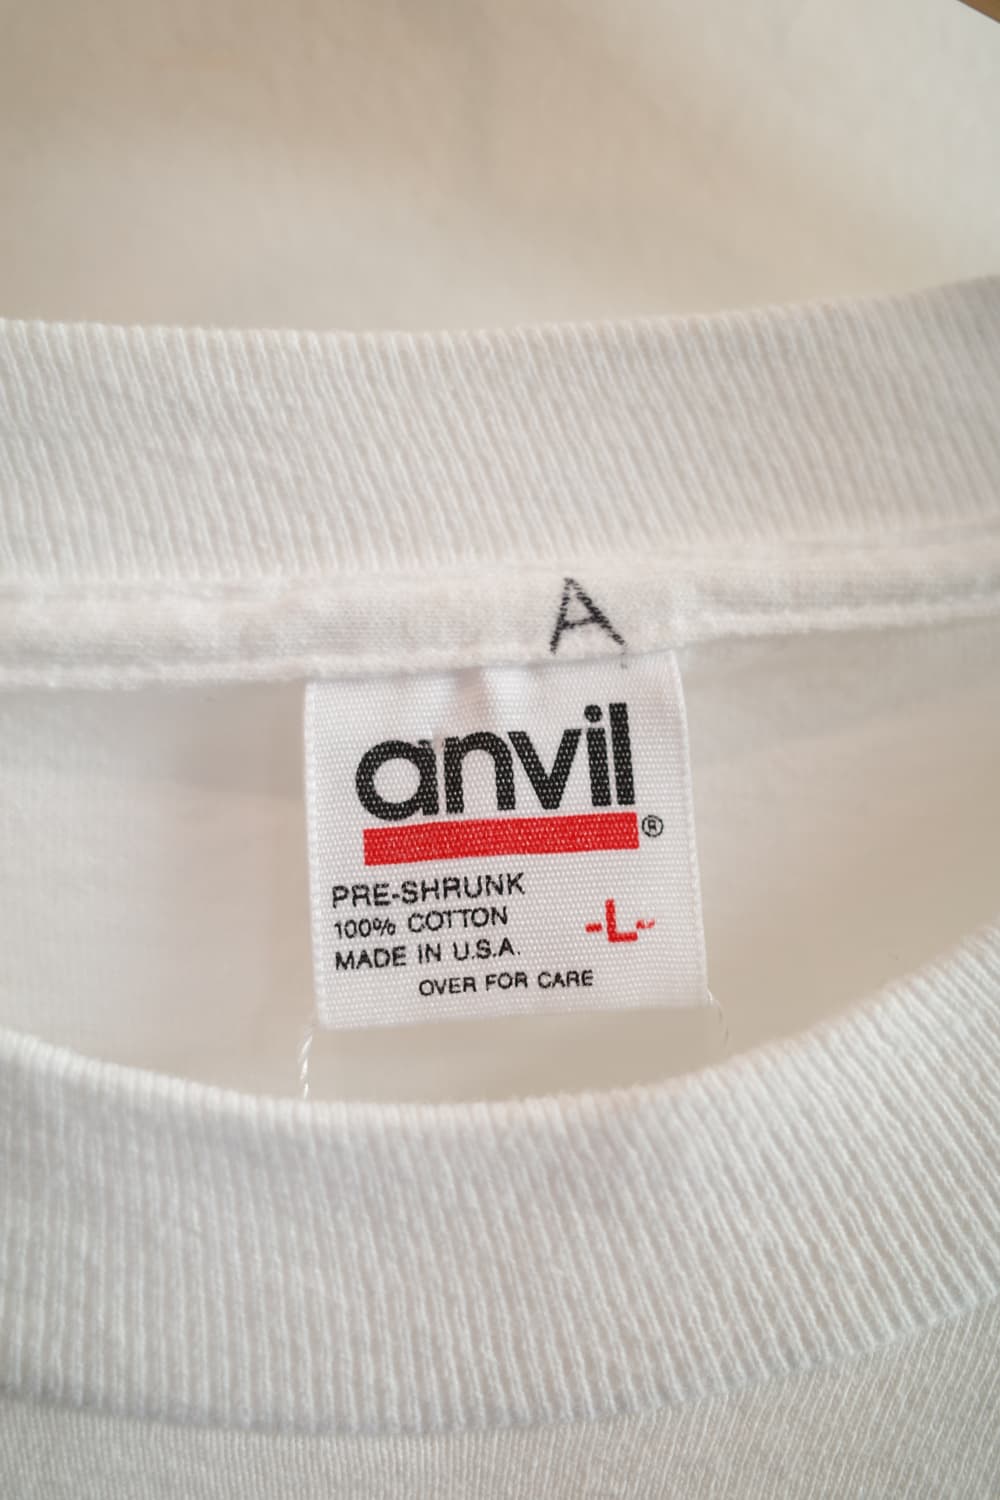 A
anvil®
PRE-SHRUNK
100% COTTON
-L-
MADE IN U.S.A.
OVER FOR CARE